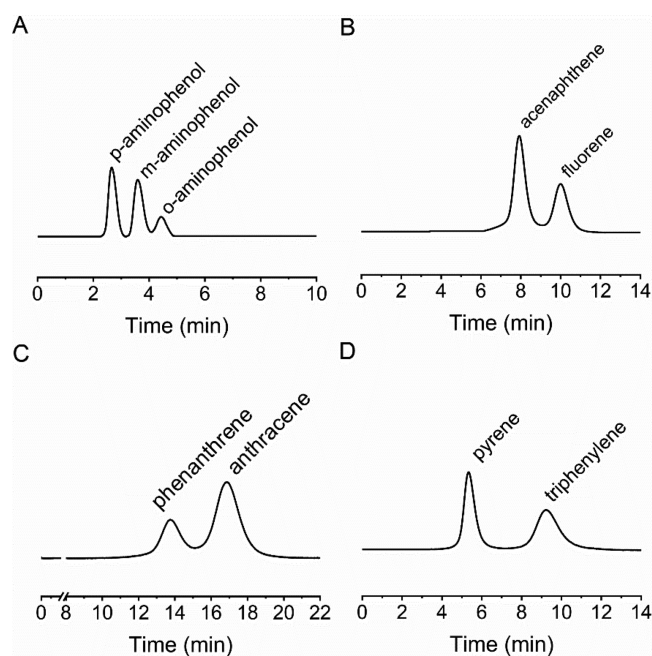 A
p-aminophenol
m-aminophenol
o-aminophenol
0 2 4 6 8 10
Time (min)
B
acenaphthene
fluorene
0 2 4 6 8 10 12 14
Time (min)
C
phenanthrene
anthracene
0 8 10 12 14 16 18 20 22
Time (min)
D
pyrene
triphenylene
0 2 4 6 8 10 12 14
Time (min)